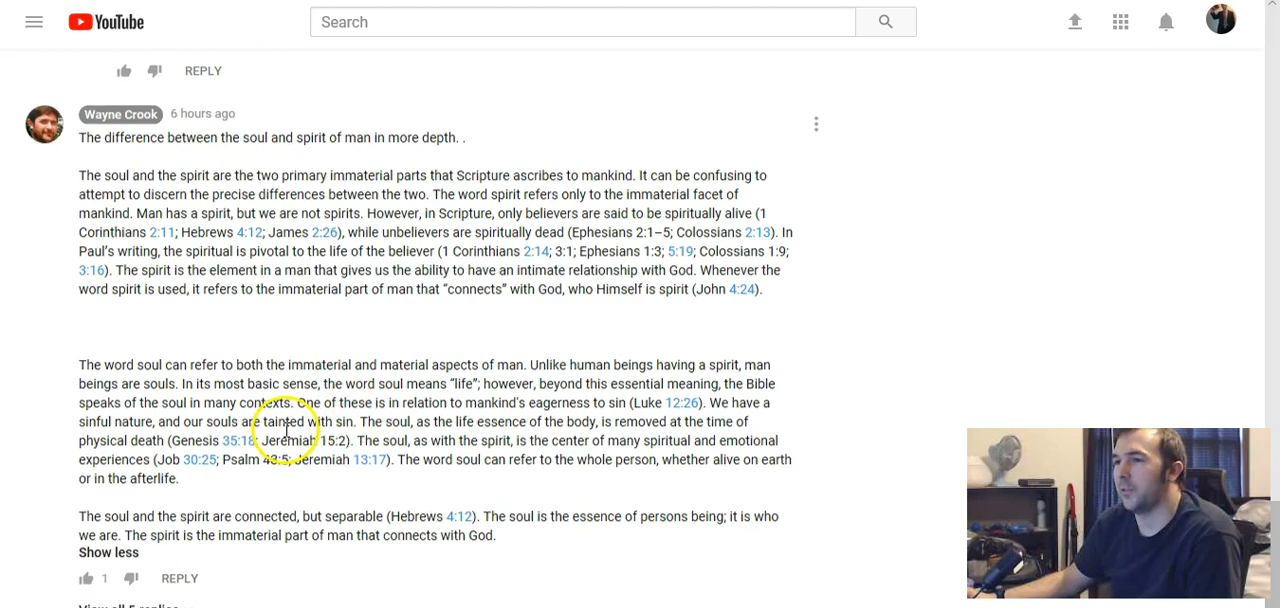 YouTube
Search
REPLY
Wayne Crook 6 hours ago
The difference between the soul and spirit of man in more depth. .
The soul and the spirit are the two primary immaterial parts that Scripture ascribes to mankind. It can be confusing to
attempt to discern the precise differences between the two. The word spirit refers only to the immaterial facet of
mankind. Man has a spirit, but we are not spirits. However, in Scripture, only believers are said to be spiritually alive (1
Corinthians 2:11; Hebrews 4:12; James 2:26), while unbelievers are spiritually dead (Ephesians 2:1–5; Colossians 2:13). In
Paul's writing, the spiritual is pivotal to the life of the believer (1 Corinthians 2:14; 3:1; Ephesians 1:3; 5:19; Colossians 1:9;
3:16). The spirit is the element in a man that gives us the ability to have an intimate relationship with God. Whenever the
word spirit is used, it refers to the immaterial part of man that “connects” with God, who Himself is spirit (John 4:24).
The word soul can refer to both the immaterial and material aspects of man. Unlike human beings having a spirit, man
beings are souls. In its most basic sense, the word soul means “life”; however, beyond this essential meaning, the Bible
speaks of the soul in many contexts. One of these is in relation to mankind's eagerness to sin (Luke 12:26). We have a
sinful nature, and our souls are tainted with sin. The soul, as the life essence of the body, is removed at the time of
physical death (Genesis 35:18; Jeremiah 15:2). The soul, as with the spirit, is the center of many spiritual and emotional
experiences (Job 30:25; Psalm 43:5; Jeremiah 13:17). The word soul can refer to the whole person, whether alive on earth
or in the afterlife.
The soul and the spirit are connected, but separable (Hebrews 4:12). The soul is the essence of persons being; it is who
we are. The spirit is the immaterial part of man that connects with God.
Show less
1 REPLY
View all 5 replies